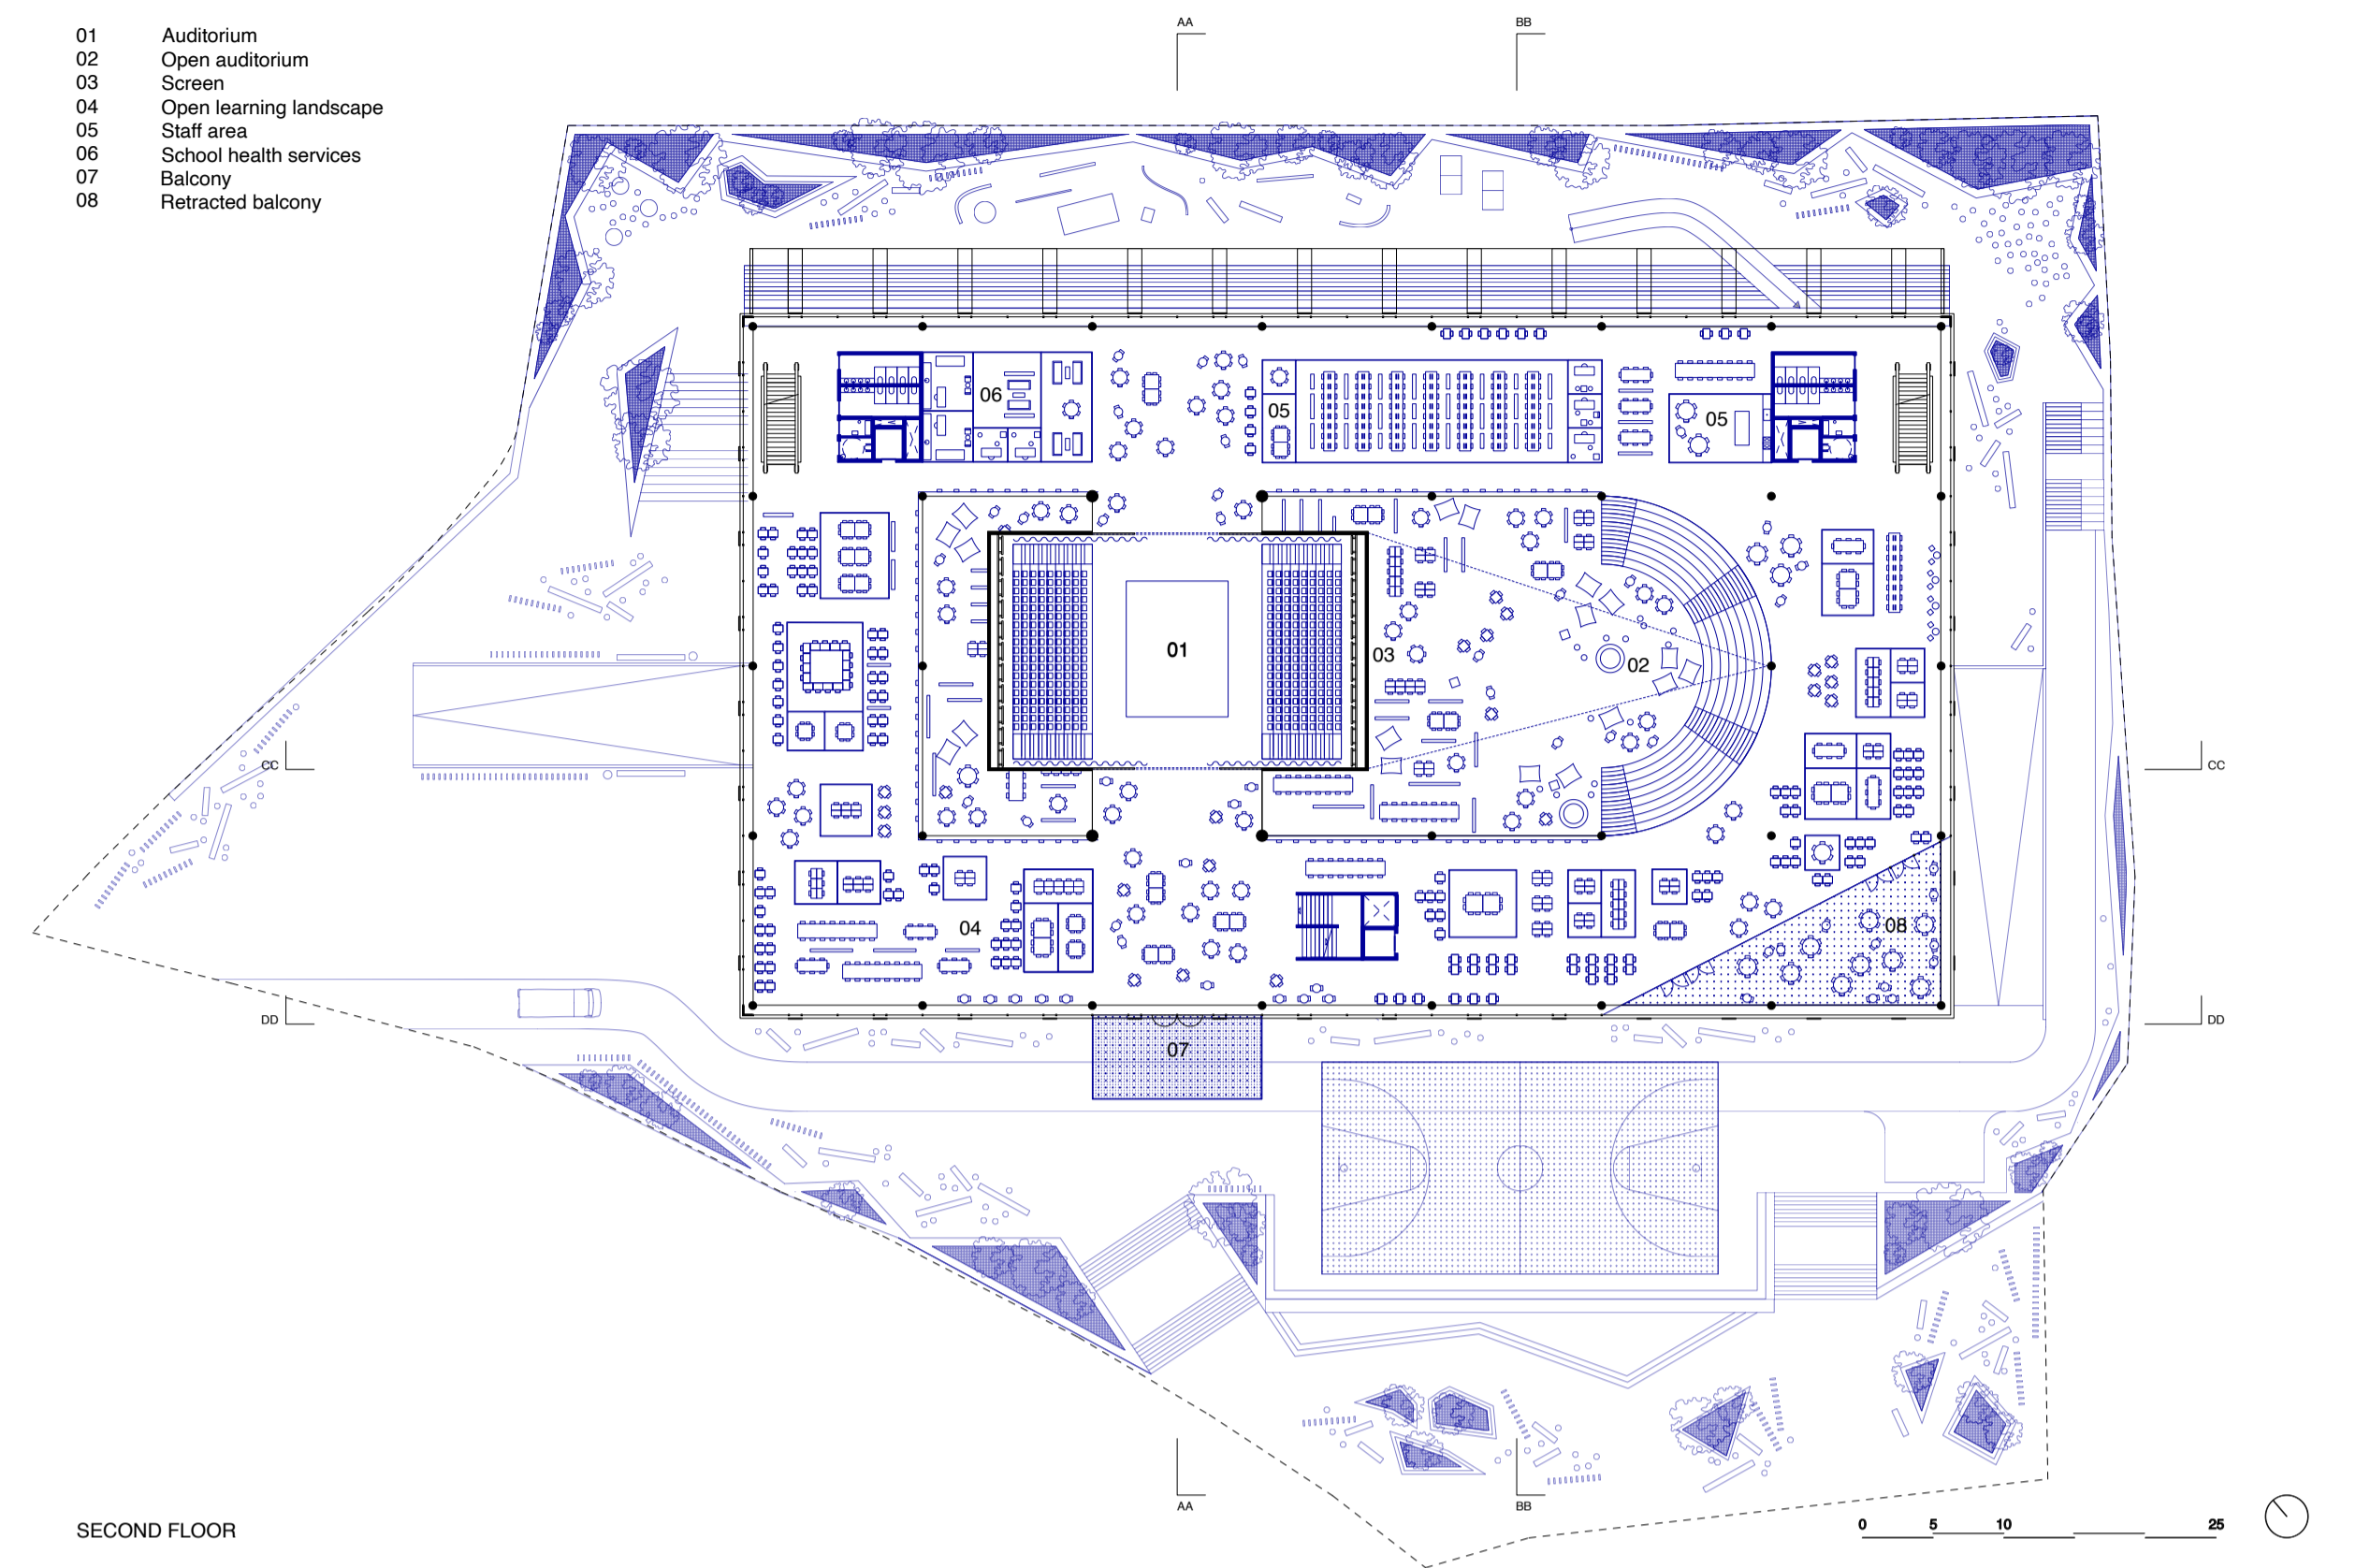 AA BB
01 Auditorium
02 Open auditorium
03 Screen
04 Open learning landscape
05 Staff area
06 School health services
07 Balcony
08 Retracted balcony
06
05
05
01
03
02
CC CC
04
08
DD DD
07
AA BB
SECOND FLOOR
0 5 10 25